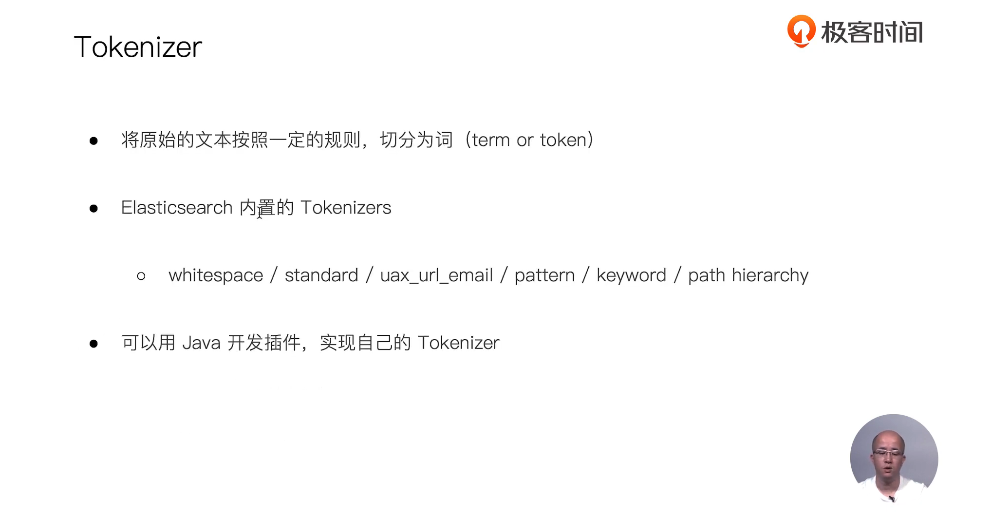 Tokenizer
极客时间
● 将原始的文本按照一定的规则，切分为词（term or token）
● Elasticsearch 内置的 Tokenizers
○ whitespace / standard / uax_url_email / pattern / keyword / path hierarchy
● 可以用 Java 开发插件，实现自己的 Tokenizer